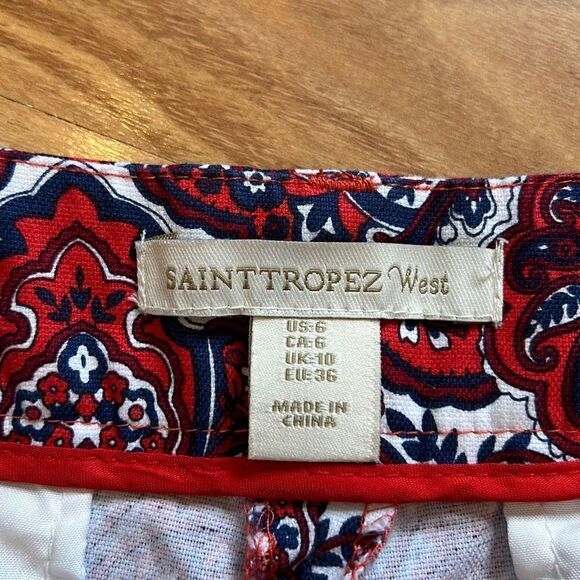 SAINTTROPEZ West
US:6
CA:6
UK:10
EU:36
MADE IN
CHINA